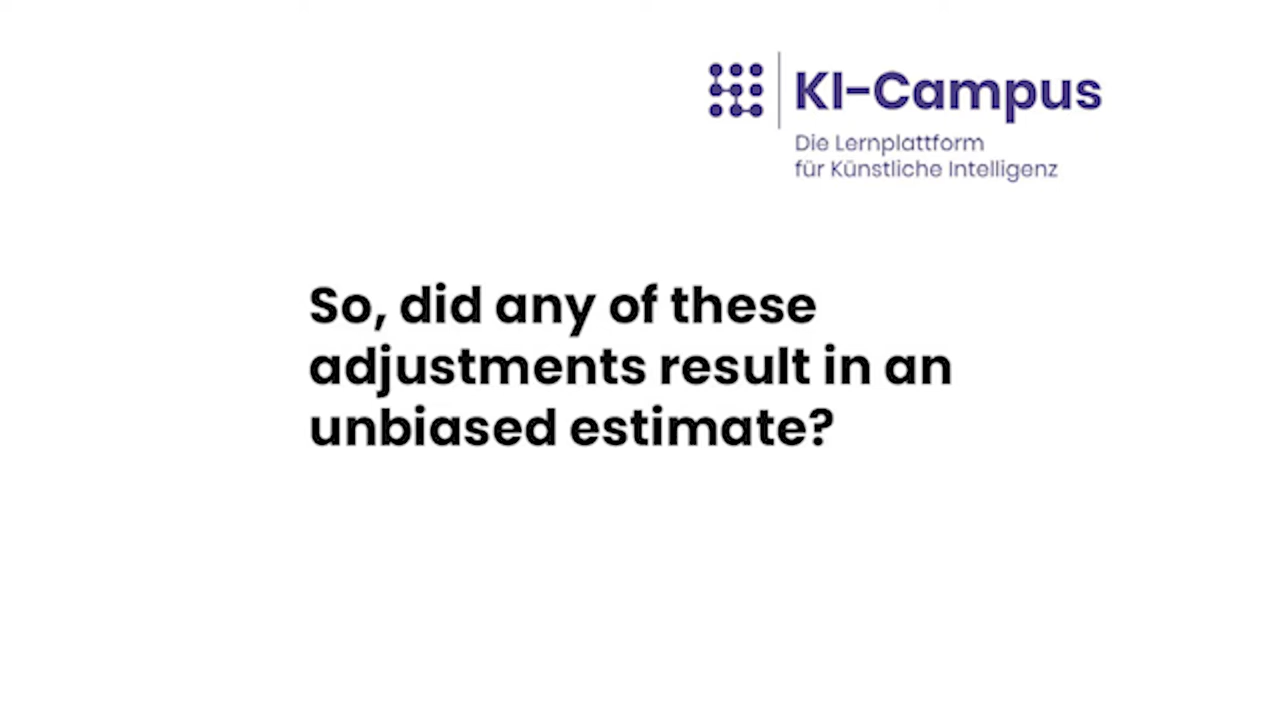 KI-Campus
Die Lernplattform
für Künstliche Intelligenz
So, did any of these
adjustments result in an
unbiased estimate?